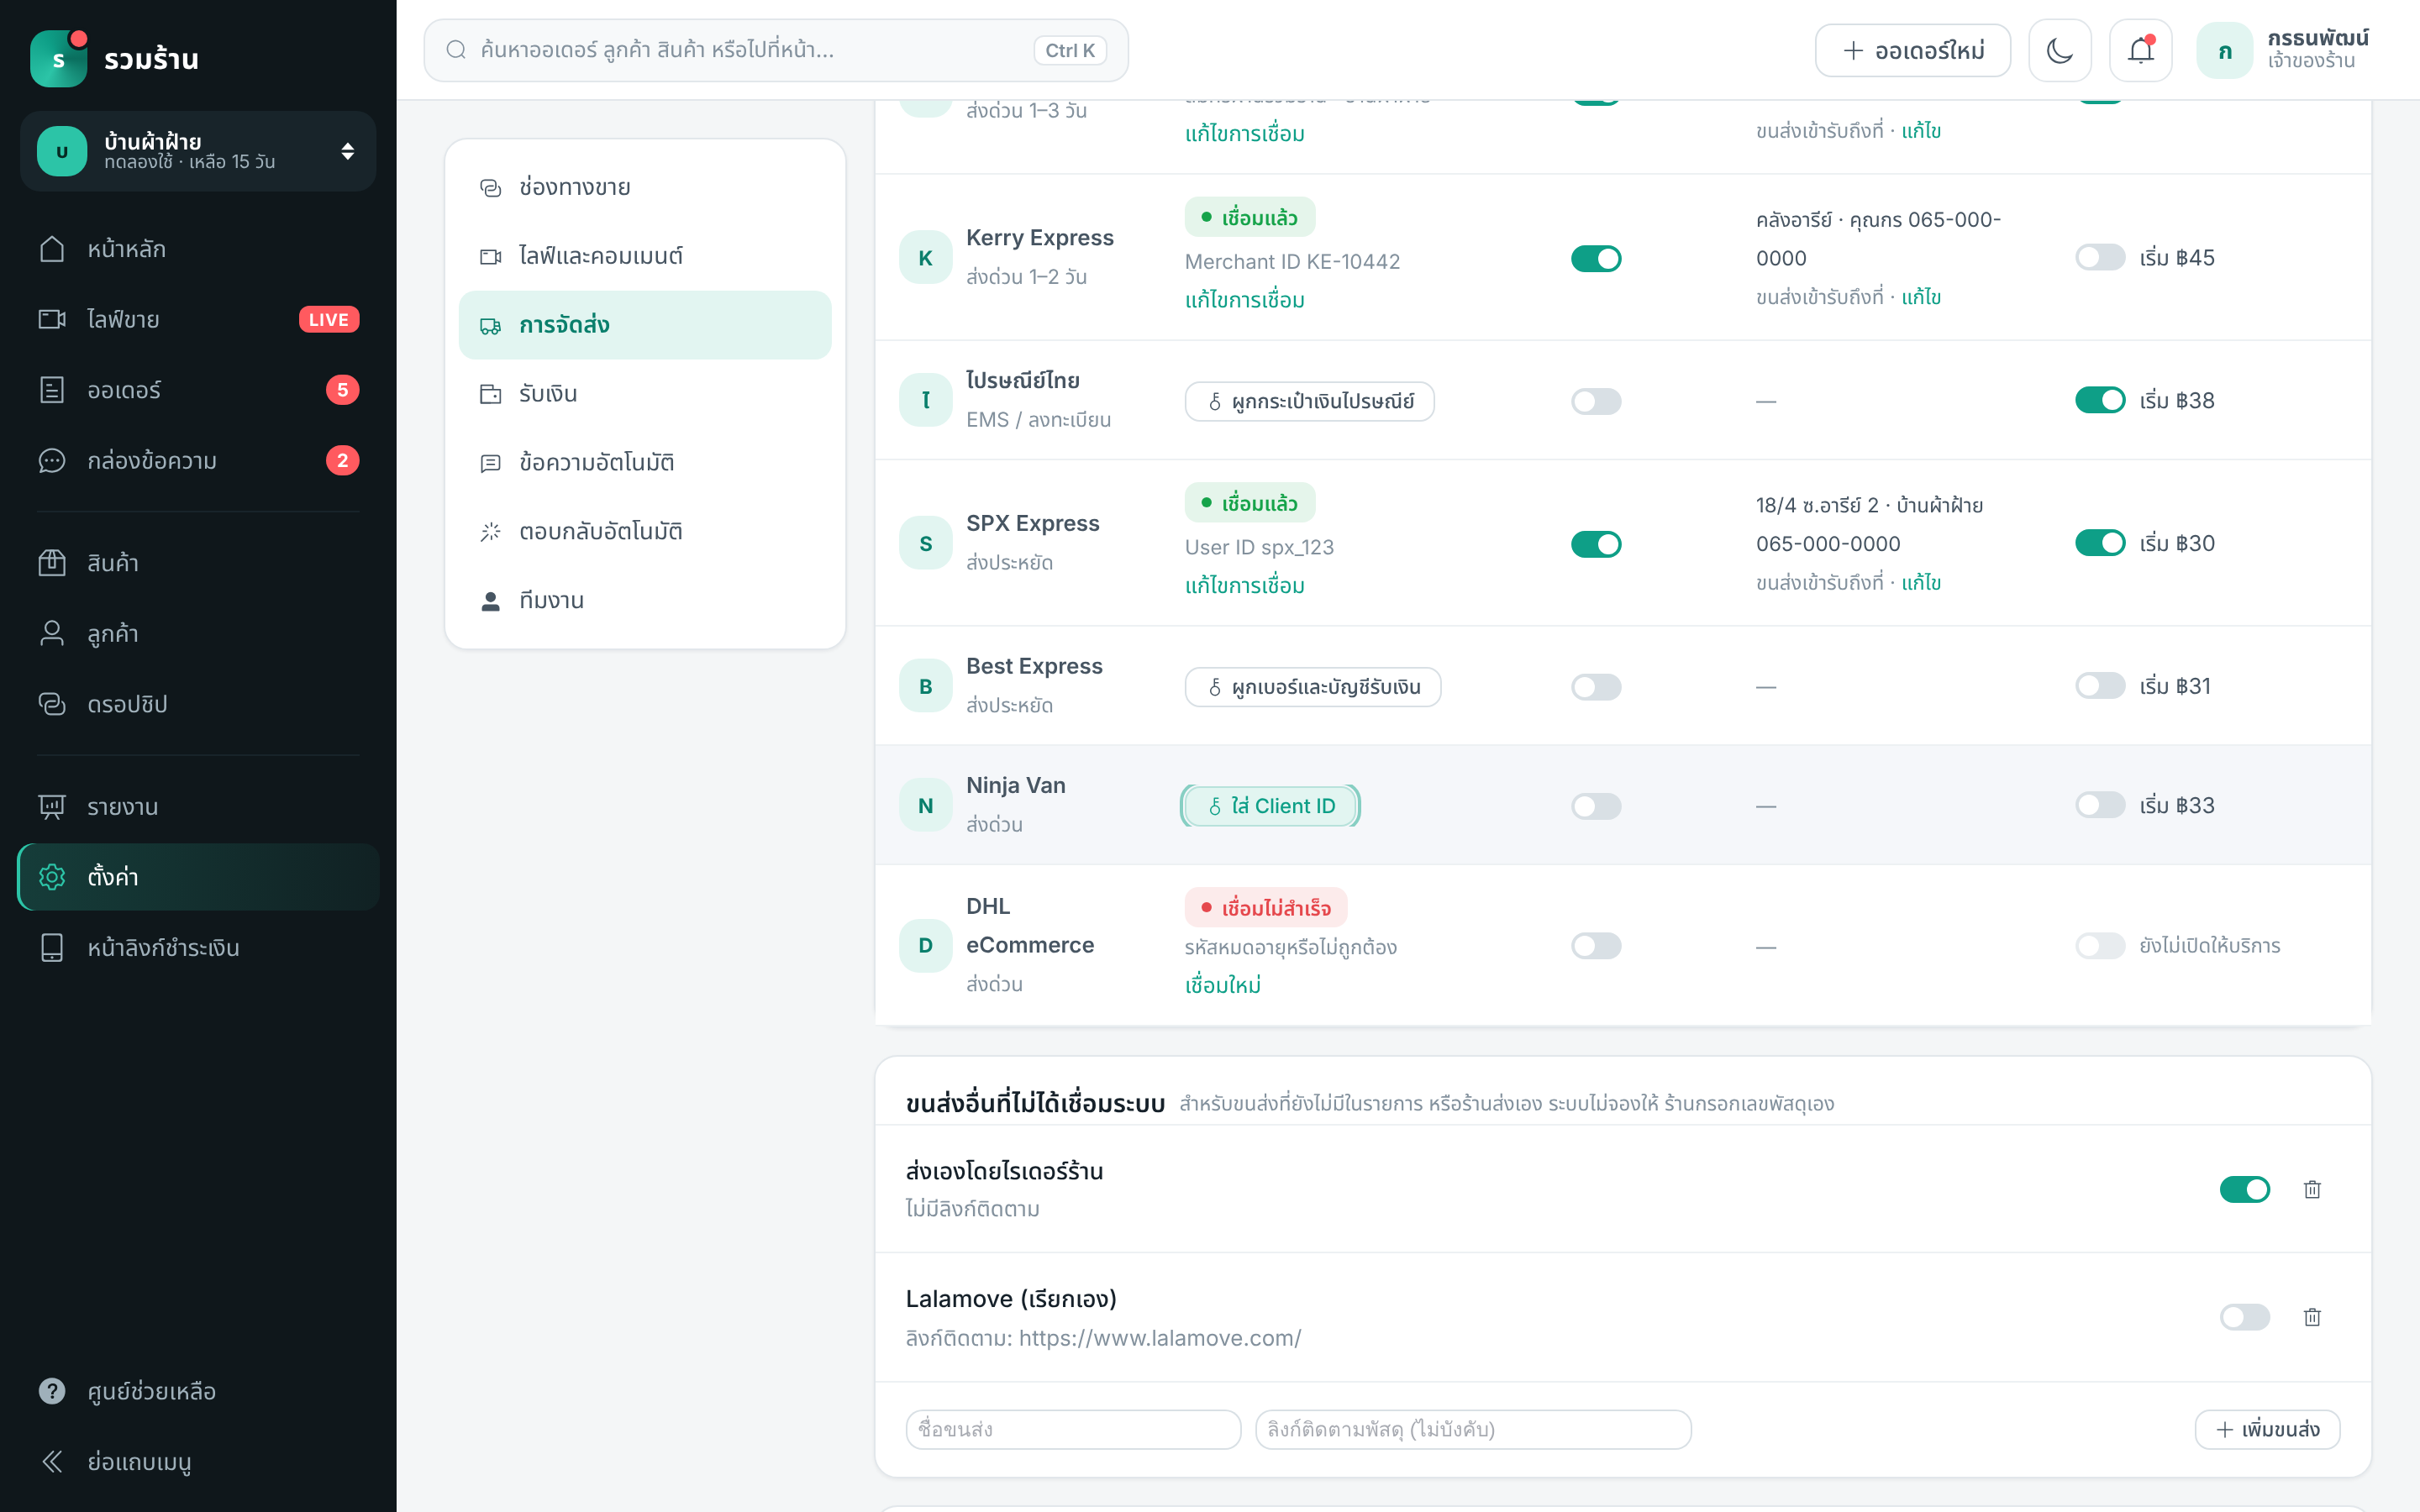 s รวมร้าน
บ บ้านผ้าฝ้าย
ทดลองใช้ · เหลือ 15 วัน
หน้าหลัก
ไลฟ์ขาย LIVE
ออเดอร์ 5
กล่องข้อความ 2
สินค้า
ลูกค้า
ดรอปชิป
รายงาน
ตั้งค่า
หน้าลิงก์ชำระเงิน
ศูนย์ช่วยเหลือ
ย่อแถบเมนู
ค้นหาออเดอร์ ลูกค้า สินค้า หรือไปที่หน้า... Ctrl K
ออเดอร์ใหม่
ก กรธนพัฒน์
เจ้าของร้าน
ช่องทางขาย
ไลฟ์และคอมเมนต์
การจัดส่ง
รับเงิน
ข้อความอัตโนมัติ
ตอบกลับอัตโนมัติ
ทีมงาน
ส่งด่วน 1–3 วัน
แก้ไขการเชื่อม
ขนส่งเข้ารับถึงที่ · แก้ไข
K Kerry Express
ส่งด่วน 1–2 วัน
เชื่อมแล้ว
Merchant ID KE-10442
แก้ไขการเชื่อม
คลังอารีย์ · คุณกร 065-000-
0000
ขนส่งเข้ารับถึงที่ · แก้ไข
เริ่ม ฿45
ไ ไปรษณีย์ไทย
EMS / ลงทะเบียน
ผูกกระเป๋าเงินไปรษณีย์
—
เริ่ม ฿38
S SPX Express
ส่งประหยัด
เชื่อมแล้ว
User ID spx_123
แก้ไขการเชื่อม
18/4 ซ.อารีย์ 2 · บ้านผ้าฝ้าย
065-000-0000
ขนส่งเข้ารับถึงที่ · แก้ไข
เริ่ม ฿30
B Best Express
ส่งประหยัด
ผูกเบอร์และบัญชีรับเงิน
—
เริ่ม ฿31
N Ninja Van
ส่งด่วน
ใส่ Client ID
—
เริ่ม ฿33
D DHL
eCommerce
ส่งด่วน
เชื่อมไม่สำเร็จ
รหัสหมดอายุหรือไม่ถูกต้อง
เชื่อมใหม่
—
ยังไม่เปิดให้บริการ
ขนส่งอื่นที่ไม่ได้เชื่อมระบบ สำหรับขนส่งที่ยังไม่มีในรายการ หรือร้านส่งเอง ระบบไม่จองให้ ร้านกรอกเลขพัสดุเอง
ส่งเองโดยไรเดอร์ร้าน
ไม่มีลิงก์ติดตาม
Lalamove (เรียกเอง)
ลิงก์ติดตาม: https://www.lalamove.com/
ชื่อขนส่ง
ลิงก์ติดตามพัสดุ (ไม่บังคับ)
เพิ่มขนส่ง